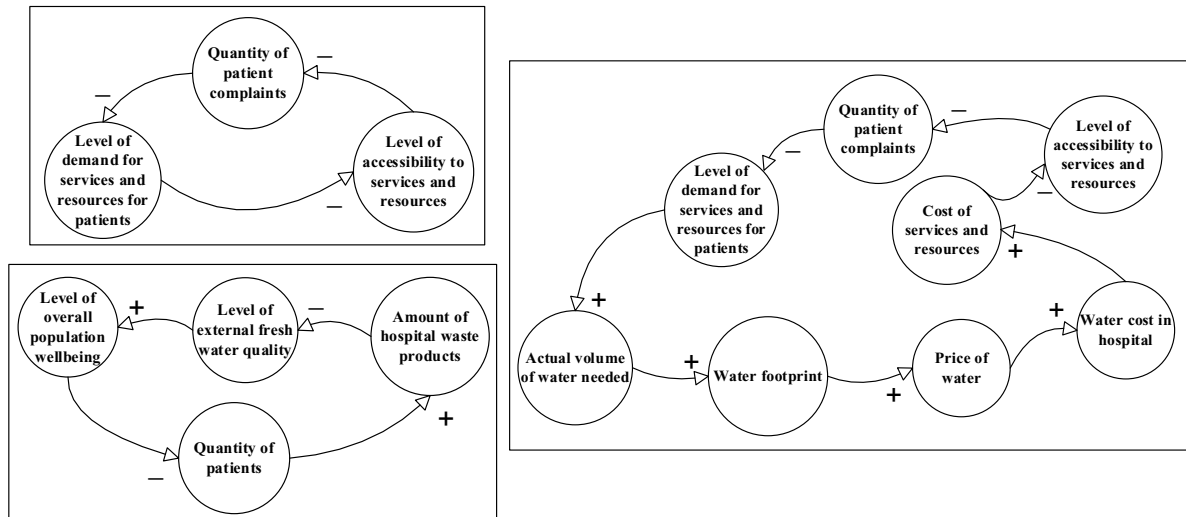 Quantity of
patient
complaints
–
–
Level of
demand for
services and
resources for
patients
Level of
accessibility to
services and
resources
–
Level of
overall
population
wellbeing
+
Level of
external fresh
water quality
–
Amount of
hospital waste
products
+
Quantity of
patients
–
Quantity of
patient
complaints
–
Level of
accessibility to
services and
resources
–
–
Level of
demand for
services and
resources for
patients
Cost of
services and
resources
+
+
Actual volume
of water needed
+
Water footprint
+
Price of
water
+
Water cost in
hospital